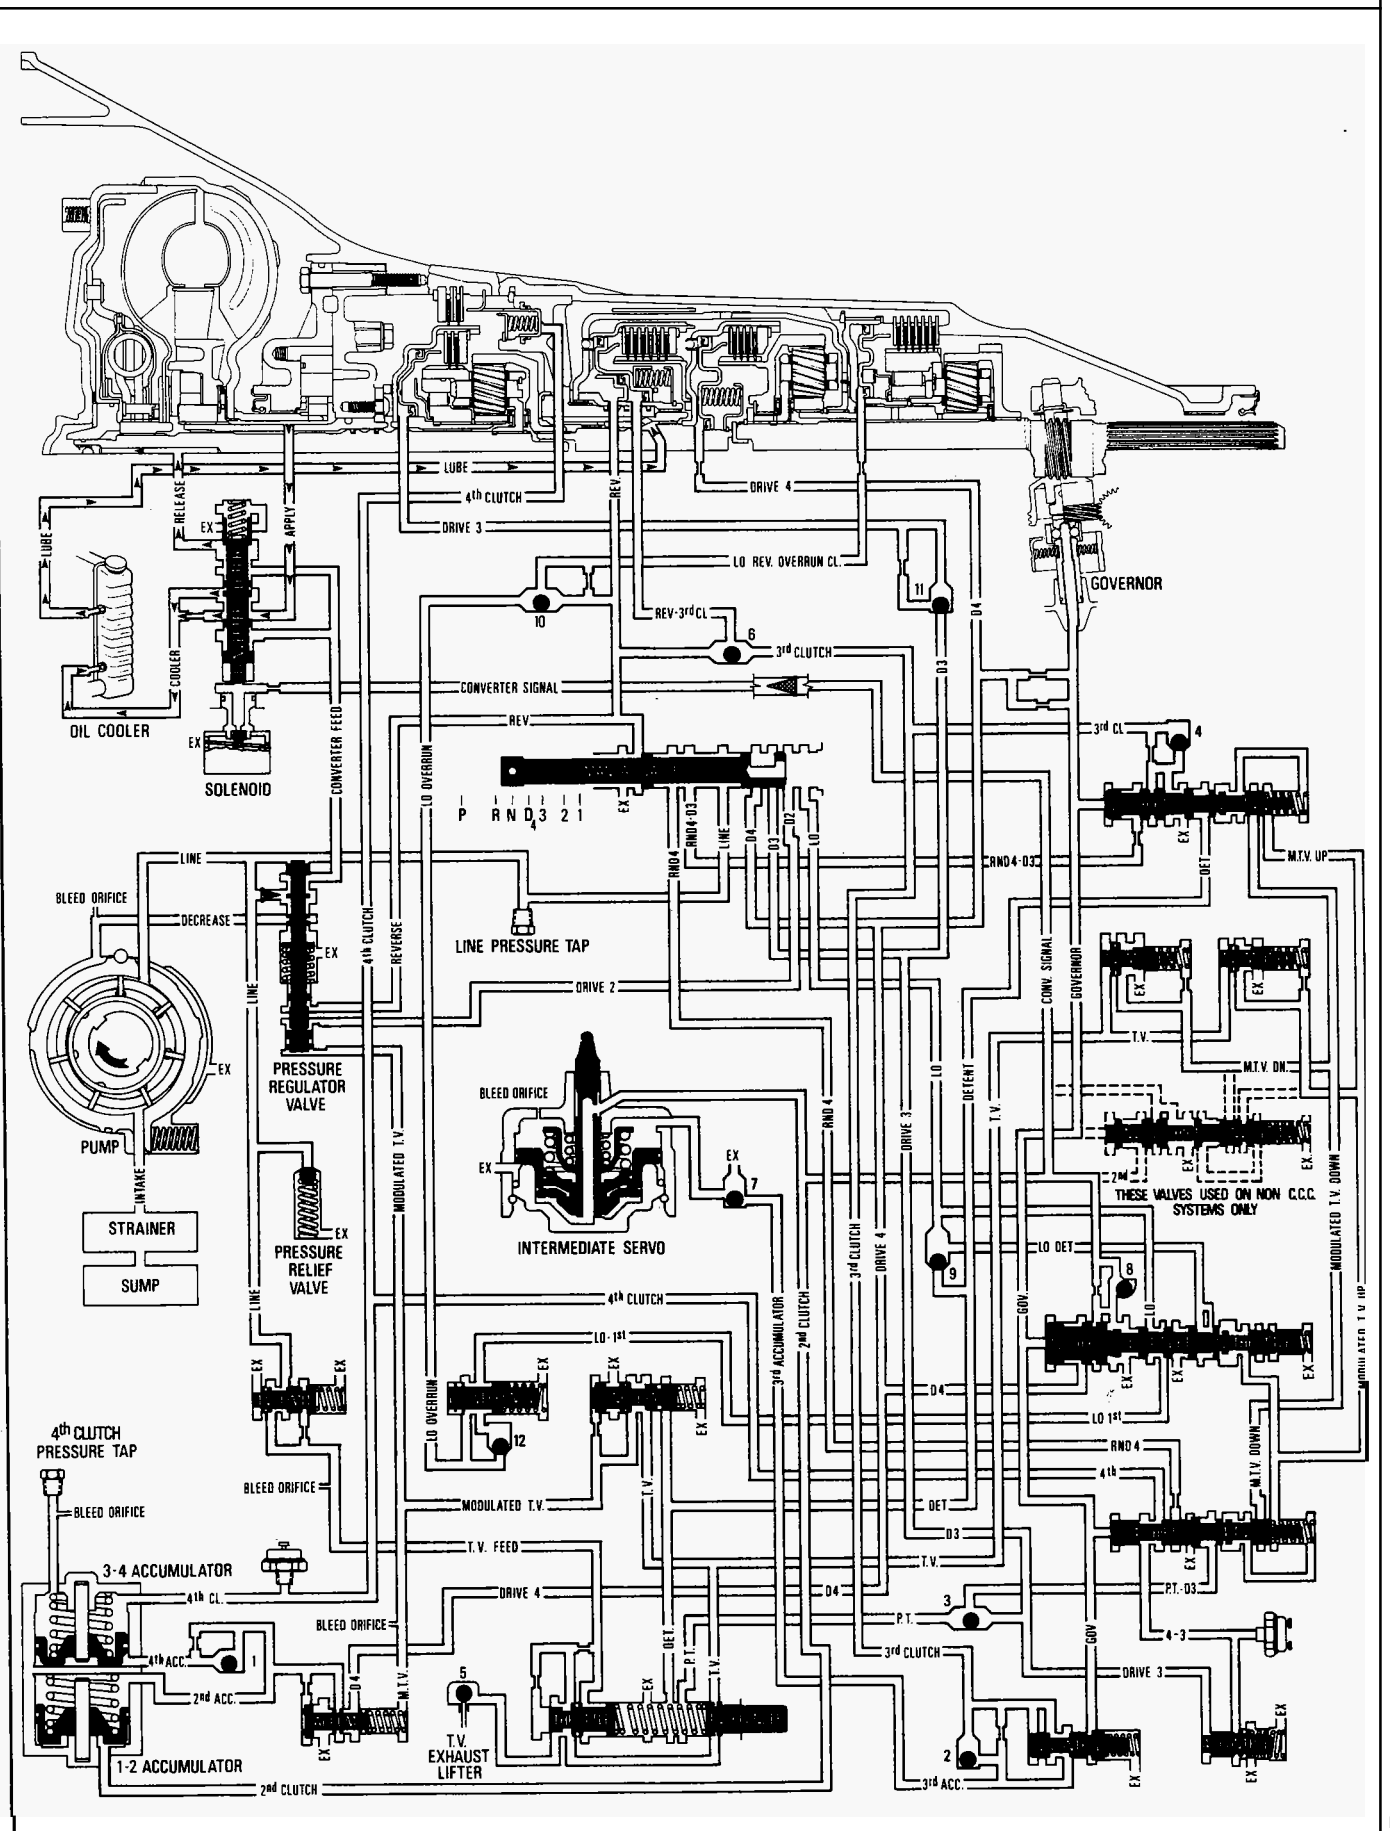 LUBE
4th CLUTCH
REV.
DRIVE 4
RELEASE
EX
APPLY
LUBE
DRIVE 3
LO REV. OVERRUN CL.
11
GOVERNOR
10
REV-3rd CL
6
D4
3rd CLUTCH
D3
COOLER
CONVERTER SIGNAL
OIL COOLER
EX
SOLENOID
CONVERTER FEED
REV
LO OVERRUN
3rd CL
4
P R N D 3 2 1
4
EX
RND4
RND4-D3
LINE
D4
D3
D2
LO
EX
DET
RND4-D3
M.T.V. UP
LINE
BLEED ORIFICE
DECREASE
EX
4th CLUTCH
REVERSE
LINE PRESSURE TAP
CONV. SIGNAL
GOVERNOR
LINE
DRIVE 2
EX
EX
T.V.
M.T.V. DN.
EX
PRESSURE
REGULATOR
VALVE
PUMP
BLEED ORIFICE
EX
INTERMEDIATE SERVO
EX
7
RND 4
DRIVE 3
LO
DETENT
T.V.
2nd
EX
EX
THESE VALVES USED ON NON C.C.C.
SYSTEMS ONLY
INTAKE
STRAINER
SUMP
EX
PRESSURE
RELIEF
VALVE
MODULATED T.V.
3rd CLUTCH
DRIVE 4
9
LO DET
8
MODULATED T.V. DOWN
LINE
4th CLUTCH
GOV.
LO
MODULATED T.V. UP
LO-1st
3rd ACCUMULATOR
2nd CLUTCH
EX
EX
EX
EX
EX
EX
EX
EX
D4
LO 1st
LO OVERRUN
12
RND 4
4th
M.T.V. DOWN
4th CLUTCH
PRESSURE TAP
BLEED ORIFICE
BLEED ORIFICE
MODULATED T.V.
T.V.
DET
D3
EX
T.V. FEED
T.V.
3-4 ACCUMULATOR
4th CL.
DRIVE 4
D4
P.T.-D3
3
BLEED ORIFICE
P.T.
4-3
4th ACC.
1
2nd ACC.
D4
M.T.V.
DET.
P.T.
T.V.
3rd CLUTCH
GOV
DRIVE 3
5
EX
EX
EX
T.V.
EXHAUST
LIFTER
2
3rd ACC.
EX
EX
1-2 ACCUMULATOR
2nd CLUTCH